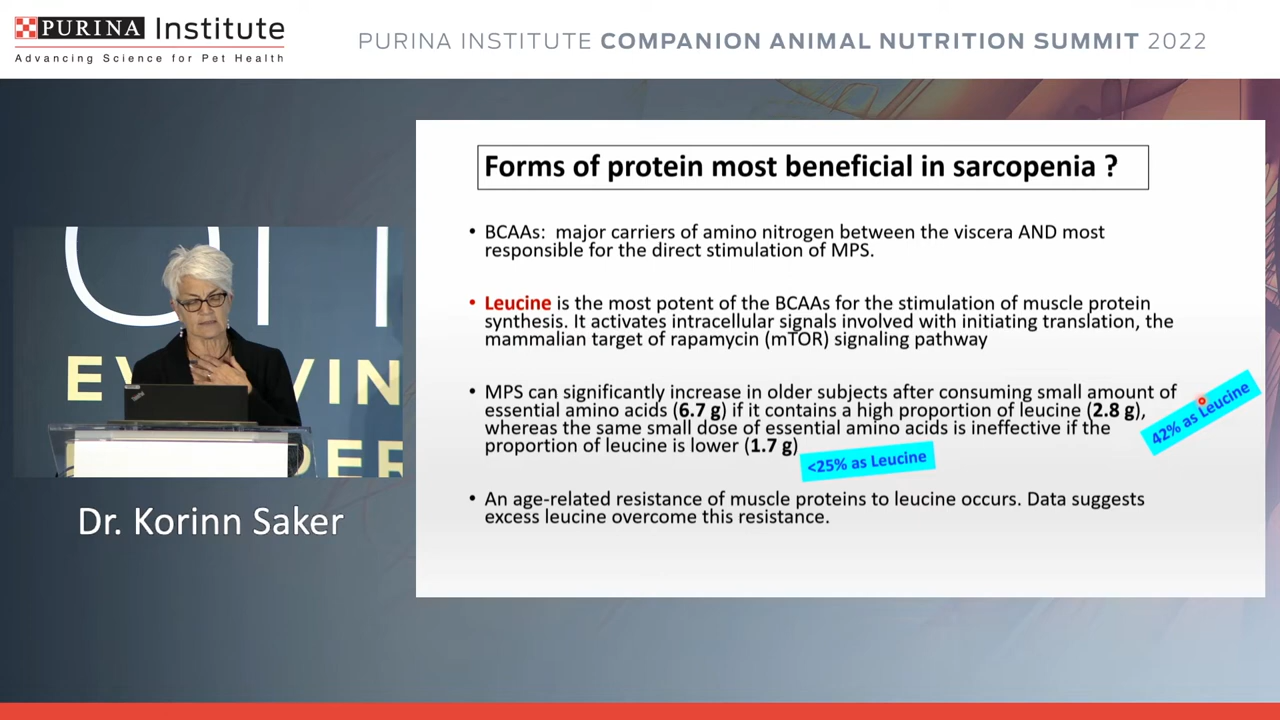 PURINA Institute
Advancing Science for Pet Health
PURINA INSTITUTE COMPANION ANIMAL NUTRITION SUMMIT 2022
Forms of protein most beneficial in sarcopenia ?
• BCAAs: major carriers of amino nitrogen between the viscera AND most
responsible for the direct stimulation of MPS.
• Leucine is the most potent of the BCAAs for the stimulation of muscle protein
synthesis. It activates intracellular signals involved with initiating translation, the
mammalian target of rapamycin (mTOR) signaling pathway
• MPS can significantly increase in older subjects after consuming small amount of
essential amino acids (6.7 g) if it contains a high proportion of leucine (2.8 g),
whereas the same small dose of essential amino acids is ineffective if the
proportion of leucine is lower (1.7 g)
42% as Leucine
<25% as Leucine
• An age-related resistance of muscle proteins to leucine occurs. Data suggests
excess leucine overcome this resistance.
Dr. Korinn Saker